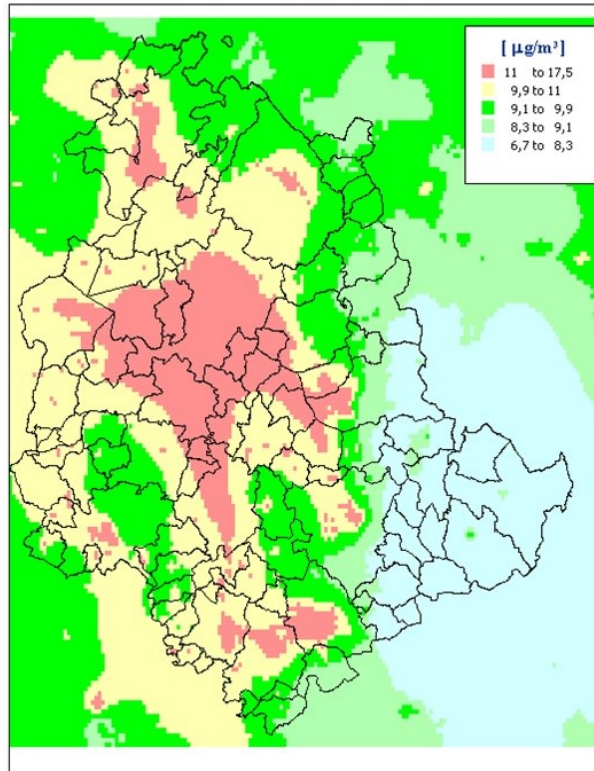 [ µg/m³ ]
11 to 17,5
9,9 to 11
9,1 to 9,9
8,3 to 9,1
6,7 to 8,3